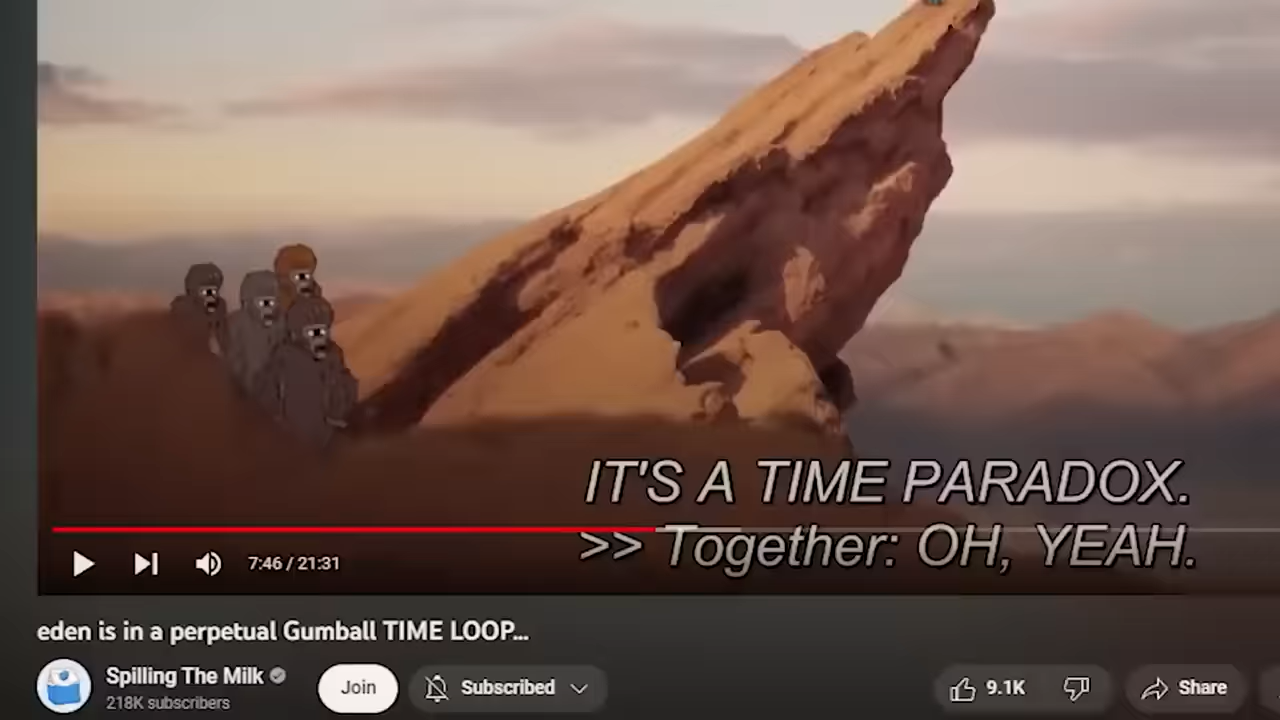 IT'S A TIME PARADOX.
>> Together: OH, YEAH.
7:46 / 21:31
eden is in a perpetual Gumball TIME LOOP...
Spilling The Milk
218K subscribers
Join
Subscribed
9.1K
Share